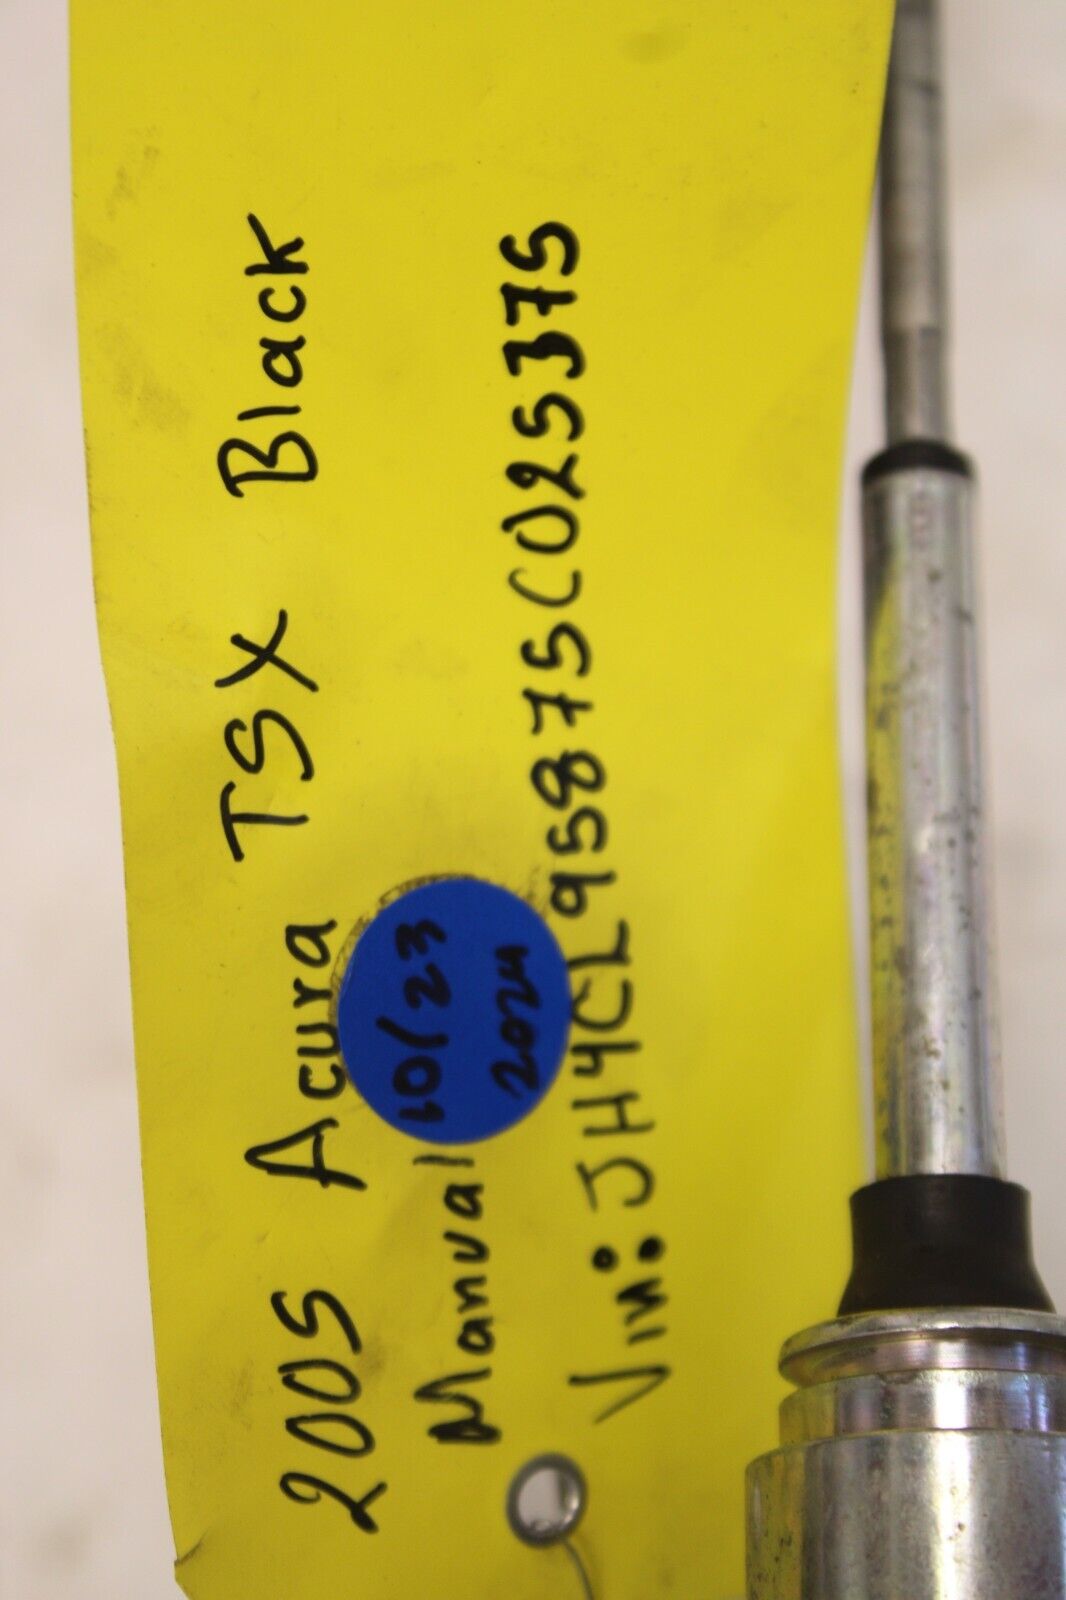 2005 Acura TSX Black
Manual
10/23
2024
Vin: JH4CL95875C025375